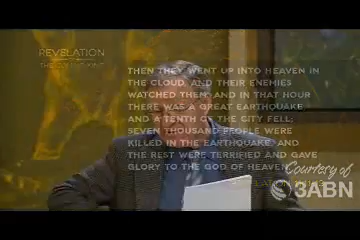 REVELATION
THEN THEY WENT UP INTO HEAVEN IN
THE CLOUD, AND THEIR ENEMIES
WATCHED THEM. AND IN THAT HOUR
THERE WAS A GREAT EARTHQUAKE,
AND A TENTH OF THE CITY FELL;
SEVEN THOUSAND PEOPLE WERE
KILLED IN THE EARTHQUAKE, AND
THE REST WERE TERRIFIED AND GAVE
GLORY TO THE GOD OF HEAVEN
Courtesy of
3ABN